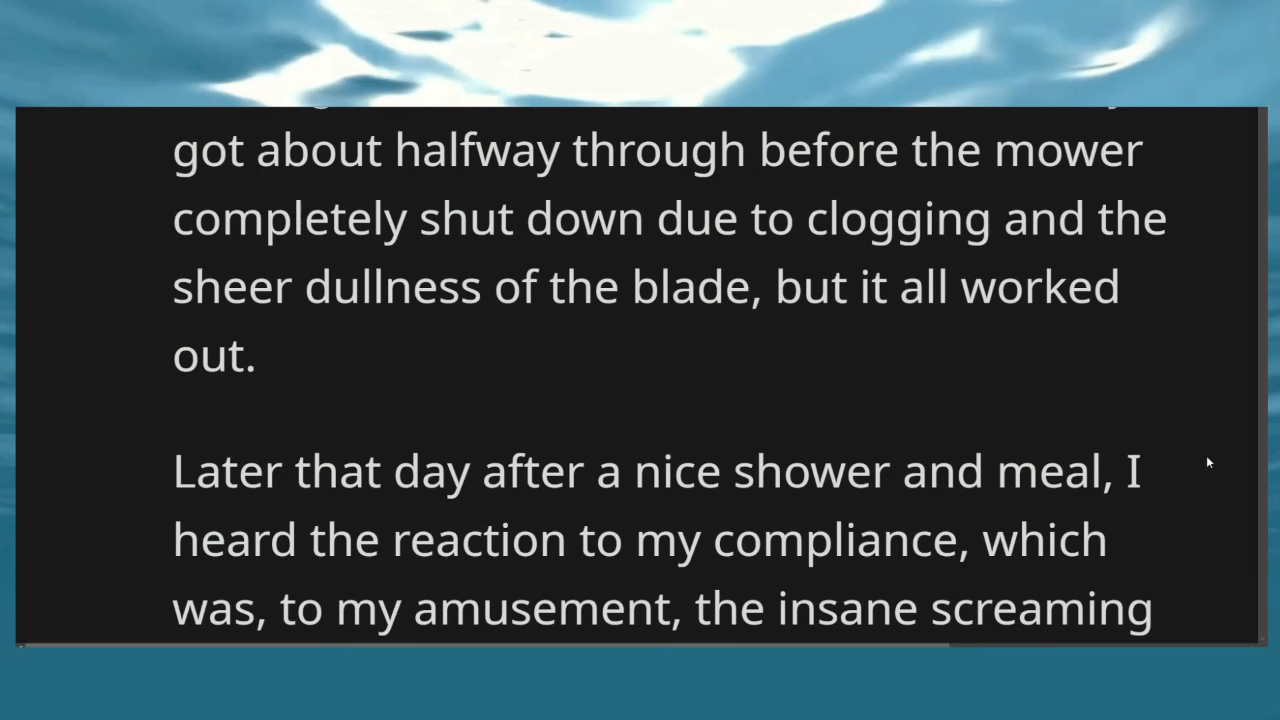 got about halfway through before the mower
completely shut down due to clogging and the
sheer dullness of the blade, but it all worked
out.
Later that day after a nice shower and meal, I
heard the reaction to my compliance, which
was, to my amusement, the insane screaming